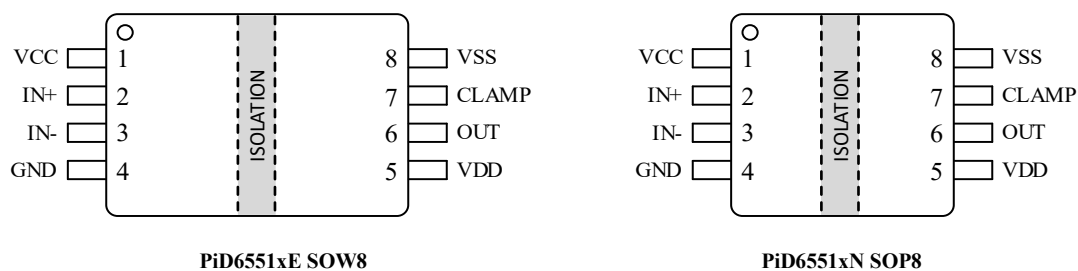 VCC 1 8 VSS
IN+ 2 7 CLAMP
IN- 3 6 OUT
GND 4 5 VDD
ISOLATION
PiD6551xE SOW8
VCC 1 8 VSS
IN+ 2 7 CLAMP
IN- 3 6 OUT
GND 4 5 VDD
ISOLATION
PiD6551xN SOP8